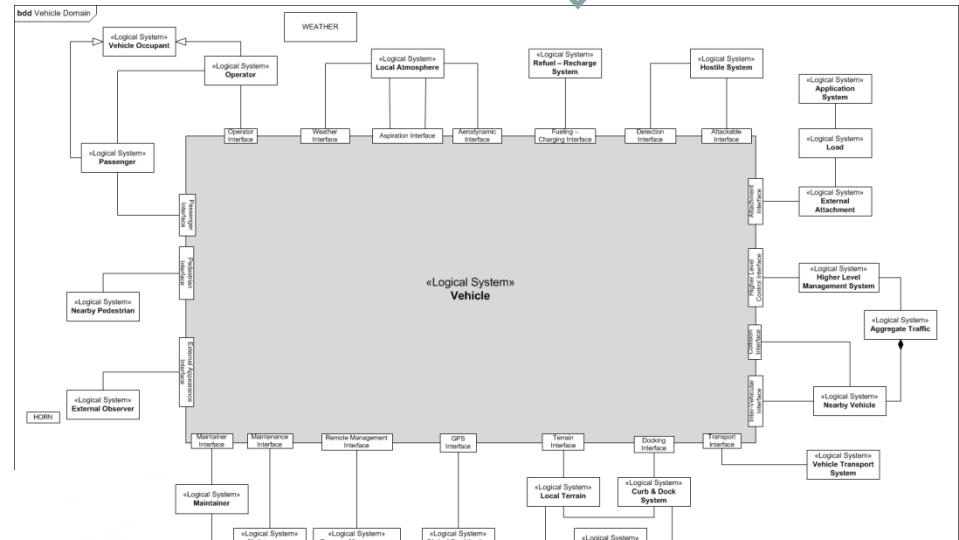 bdd Vehicle Domain
WEATHER
«Logical System»
Vehicle Occupant
«Logical System»
Operator
«Logical System»
Local Atmosphere
«Logical System»
Refuel – Recharge
System
«Logical System»
Hostile System
«Logical System»
Application
System
«Logical System»
Load
«Logical System»
External
Attachment
«Logical System»
Passenger
Operator
Interface
Weather
Interface
Aspiration Interface
Aerodynamic
Interface
Fueling –
Charging Interface
Detection
Interface
Attackable
Interface
Passenger
Interface
Pedestrian
Interface
External Appearance
Interface
Attachment
Interface
Higher Level
Control Interface
Collision
Interface
Inter-Vehicular
Interface
«Logical System»
Vehicle
«Logical System»
Nearby Pedestrian
«Logical System»
External Observer
HORN
«Logical System»
Higher Level
Management System
«Logical System»
Aggregate Traffic
«Logical System»
Nearby Vehicle
«Logical System»
Vehicle Transport
System
Maintainer
Interface
Maintenance
Interface
Remote Management
Interface
GPS
Interface
Terrain
Interface
Docking
Interface
Transport
Interface
«Logical System»
Maintainer
«Logical System»
Local Terrain
«Logical System»
Curb & Dock
System
«Logical System»
«Logical System»
«Logical System»
«Logical System»